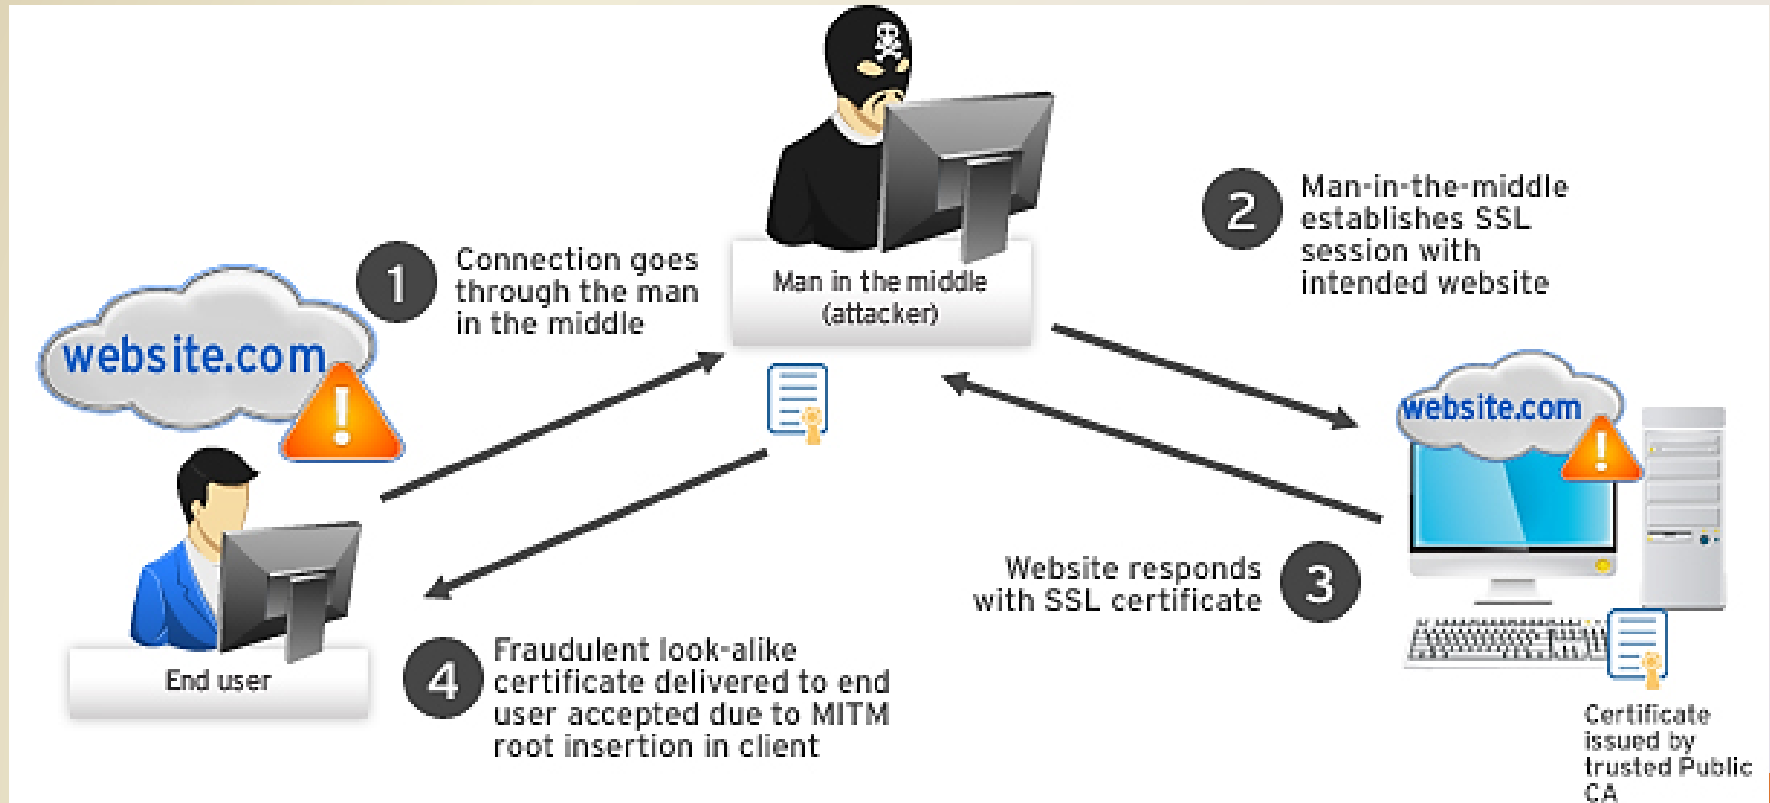 Man in the middle
(attacker)
1
Connection goes
through the man
in the middle
2
Man-in-the-middle
establishes SSL
session with
intended website
website.com
website.com
Website responds
with SSL certificate
3
End user
4
Fraudulent look-alike
certificate delivered to end
user accepted due to MITM
root insertion in client
Certificate
issued by
trusted Public
CA